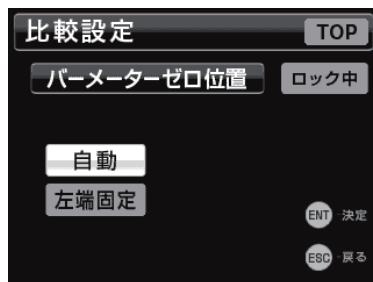 比較設定 TOP
バーメーターゼロ位置 ロック中
自動
左端固定
ENT 決定
ESC 戻る